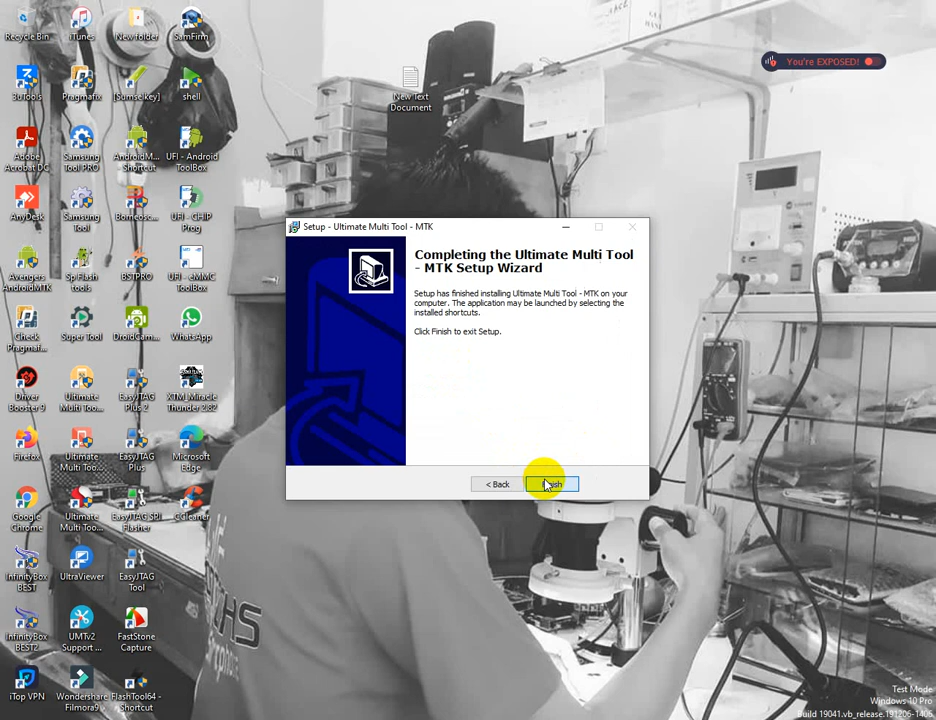 Recycle Bin
iTunes
New folder
SamFirm
3uTools
Pragmafix
[Sumselkey]
shell
Adobe
Acrobat DC
Samsung
Tool PRO
AndroidM...
Shortcut
UFI - Android
ToolBox
AnyDesk
Samsung
Tool
Borneosc...
UFI - CHIP
Prog
Avengers
AndroidMTK
Sp Flash
tools
BSTPRO
UFI - eMMC
ToolBox
Check
Pragmaf...
Super Tool
DroidCam...
WhatsApp
Driver
Booster 9
Ultimate
Multi Too...
EasyJTAG
Plus 2
XTM_Miracle
Thunder 2.82
Firefox
Ultimate
Multi Too...
EasyJTAG
Plus
Microsoft
Edge
Google
Chrome
Ultimate
Multi Too...
EasyJTAG SPI
Flasher
CCleaner
InfinityBox
BEST
UltraViewer
EasyJTAG
Tool
InfinityBox
BEST2
UMTv2
Support ...
FastStone
Capture
iTop VPN
Wondershare
Filmora9
FlashTool64 -
Shortcut
New Text
Document
You're EXPOSED!
Setup - Ultimate Multi Tool - MTK
Completing the Ultimate Multi Tool
- MTK Setup Wizard
Setup has finished installing Ultimate Multi Tool - MTK on your
computer. The application may be launched by selecting the
installed shortcuts.
Click Finish to exit Setup.
< Back
Finish
Test Mode
Windows 10 Pro
Build 19041.vb_release.191206-1406